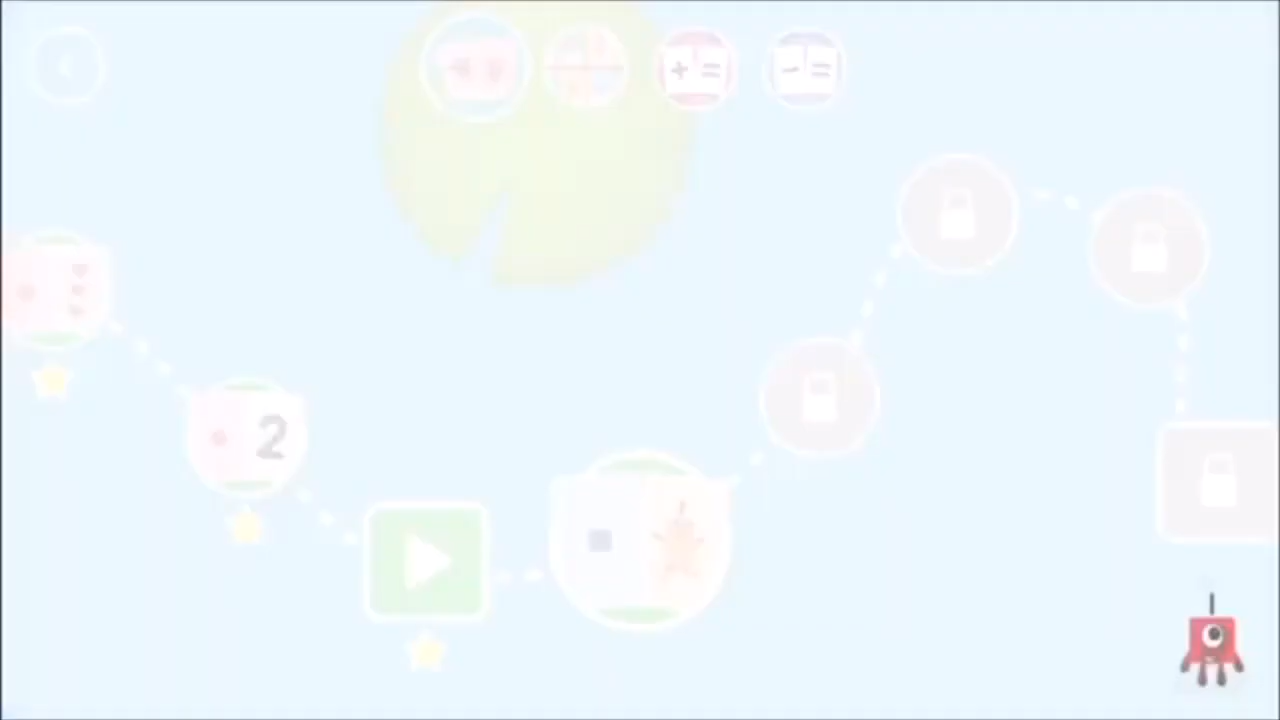 + =
- =
2